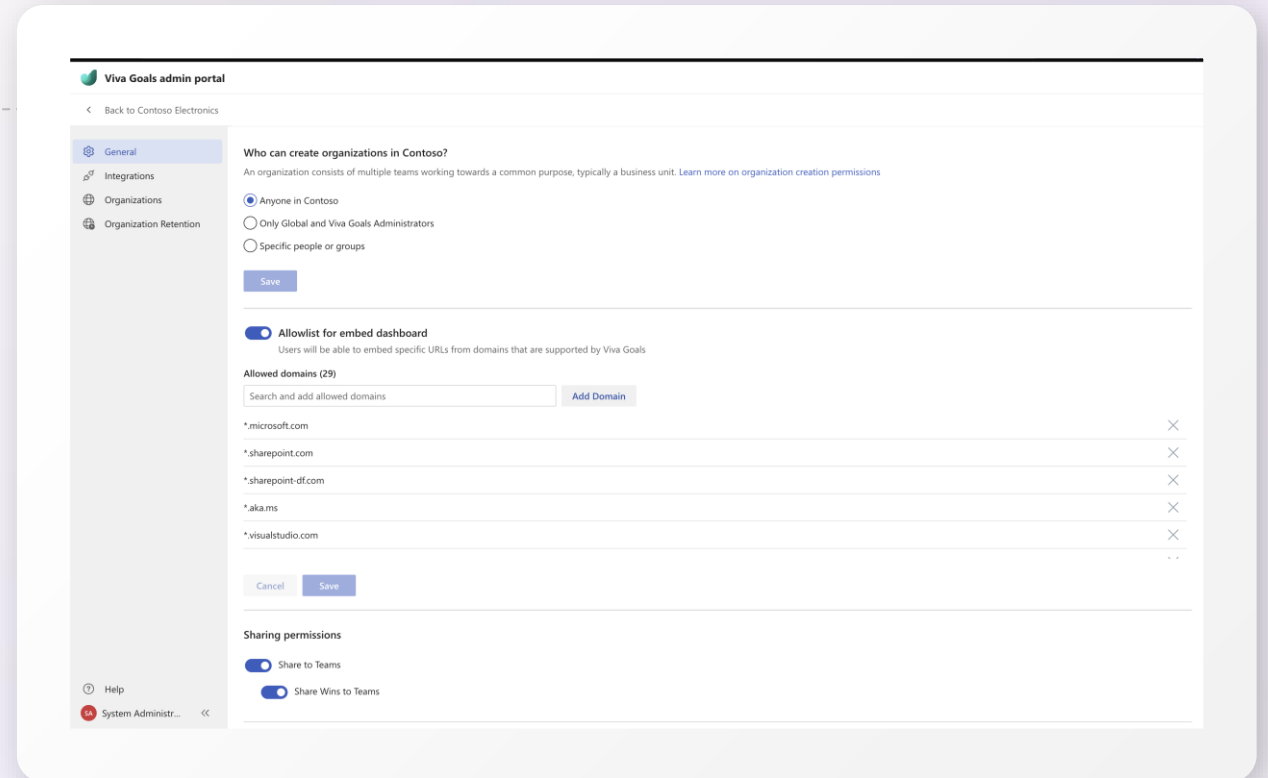 Viva Goals admin portal
Back to Contoso Electronics
General
Integrations
Organizations
Organization Retention
Help
SA
System Administr...
Who can create organizations in Contoso?
An organization consists of multiple teams working towards a common purpose, typically a business unit. Learn more on organization creation permissions
Anyone in Contoso
Only Global and Viva Goals Administrators
Specific people or groups
Save
Allowlist for embed dashboard
Users will be able to embed specific URLs from domains that are supported by Viva Goals
Allowed domains (29)
Search and add allowed domains
Add Domain
*.microsoft.com
*.sharepoint.com
*.sharepoint-df.com
*.aka.ms
*.visualstudio.com
Cancel
Save
Sharing permissions
Share to Teams
Share Wins to Teams